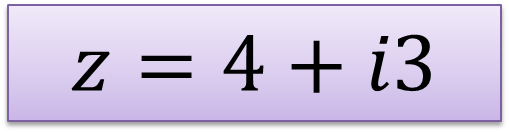 z = 4 + i3